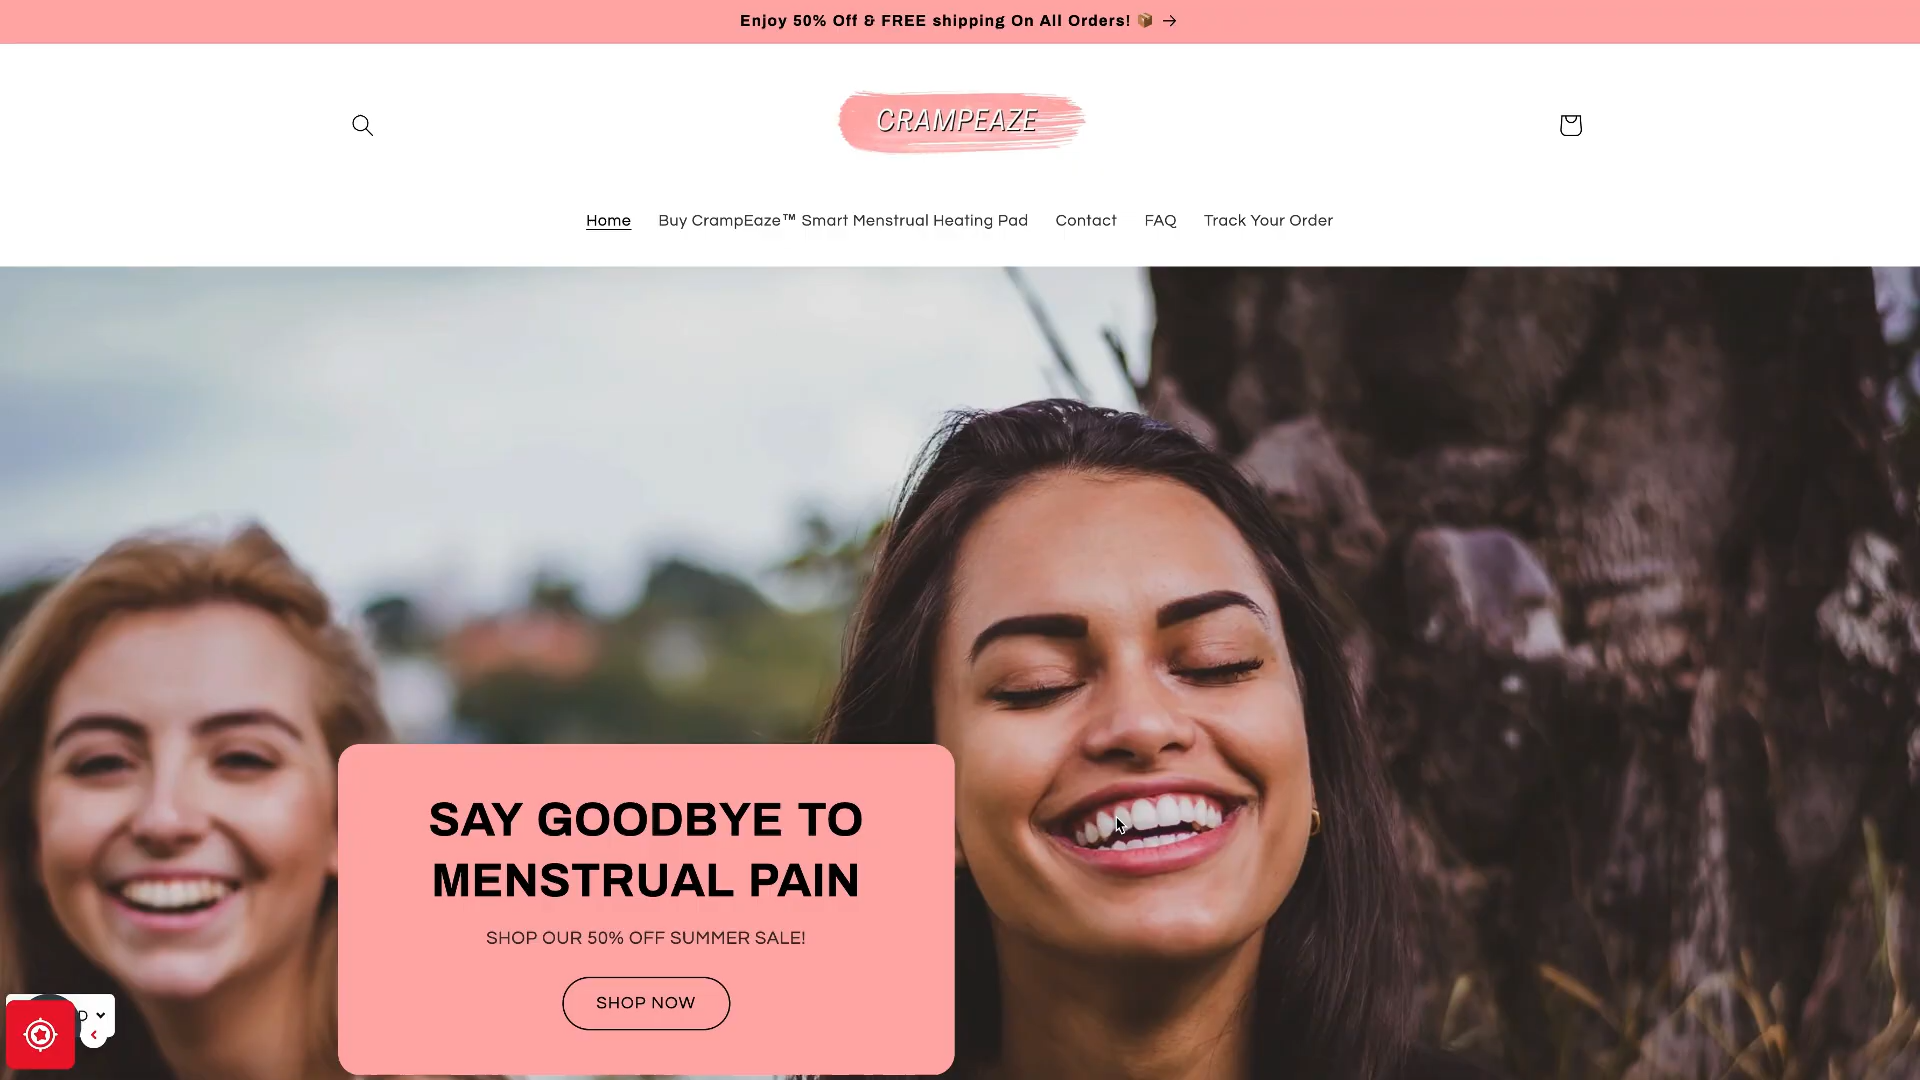 Enjoy 50% Off & FREE shipping On All Orders! 📦 →
CRAMPEAZE
Home Buy CrampEaze™ Smart Menstrual Heating Pad Contact FAQ Track Your Order
SAY GOODBYE TO
MENSTRUAL PAIN
SHOP OUR 50% OFF SUMMER SALE!
SHOP NOW
D